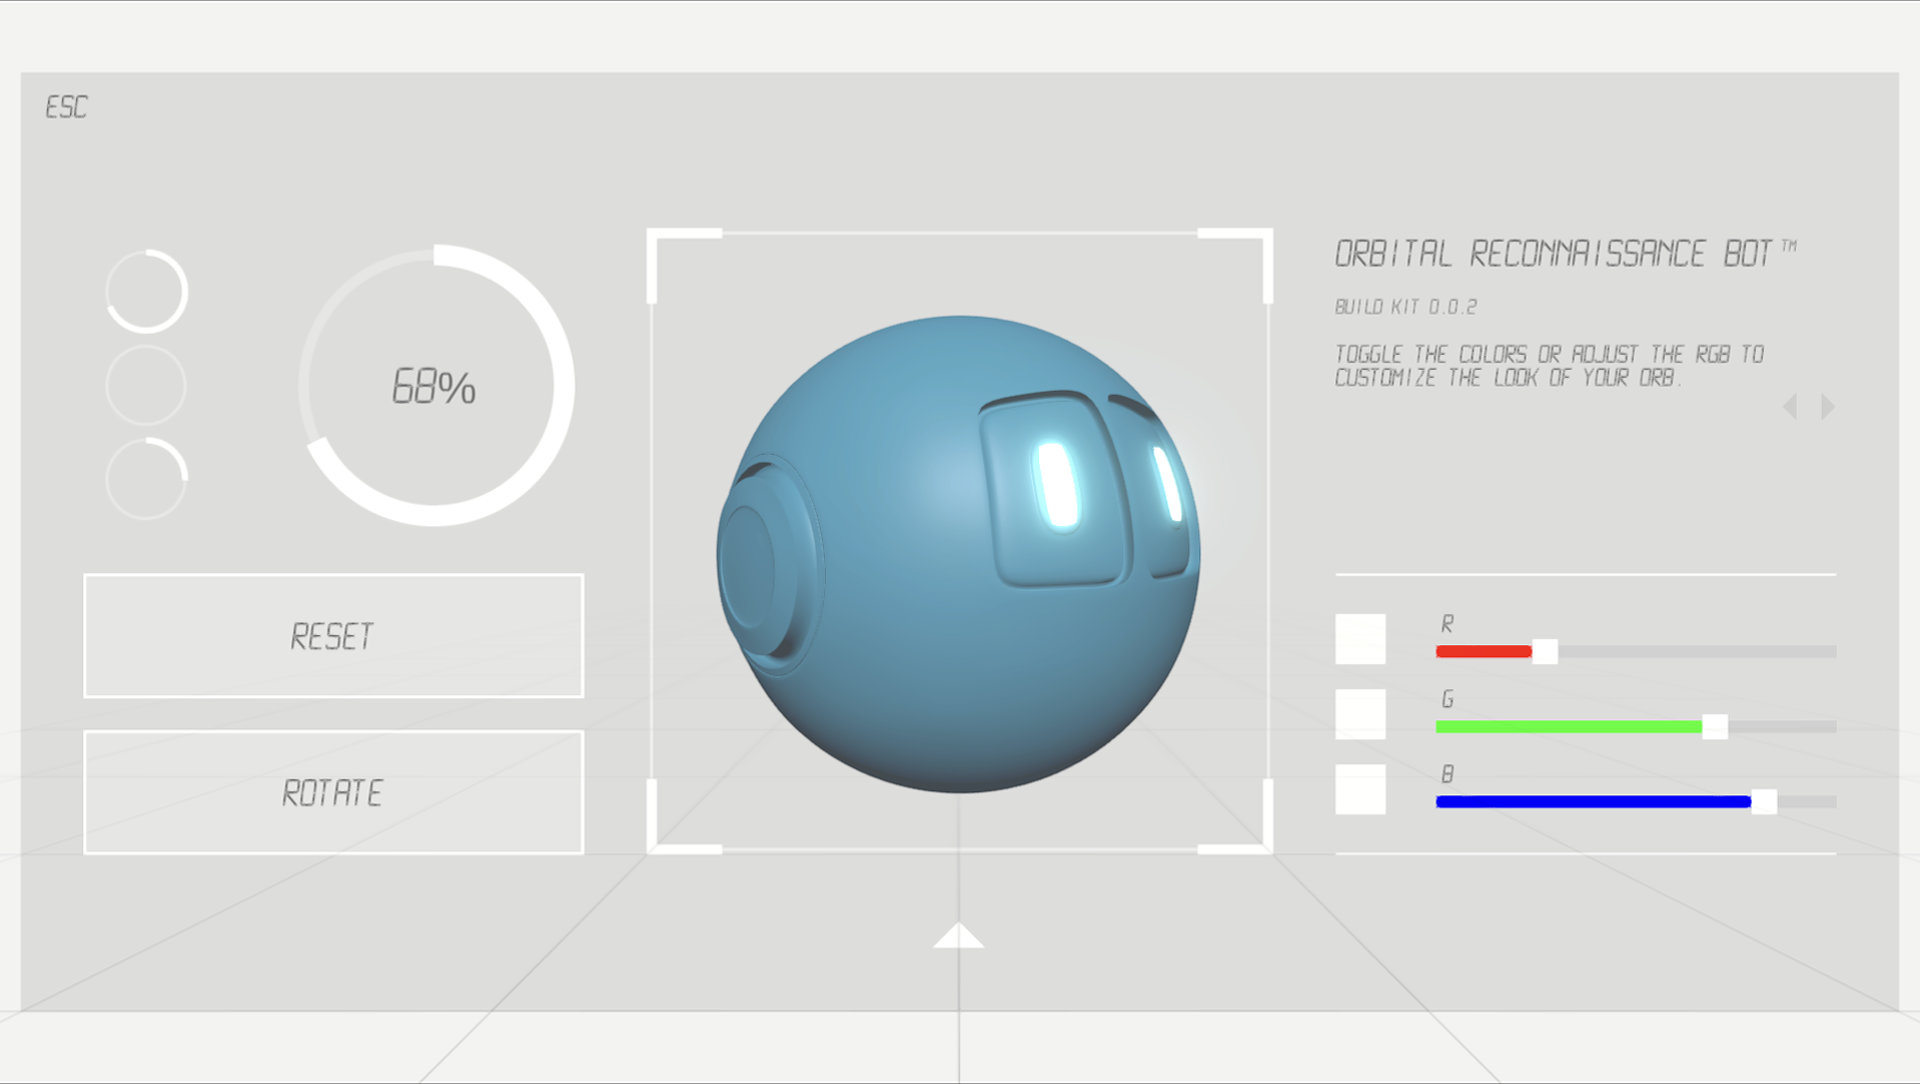 ESC
68%
RESET
ROTATE
ORBITAL RECONNAISSANCE BOT™
BUILD KIT 0.0.2
TOGGLE THE COLORS OR ADJUST THE RGB TO
CUSTOMIZE THE LOOK OF YOUR ORB.
R
G
B